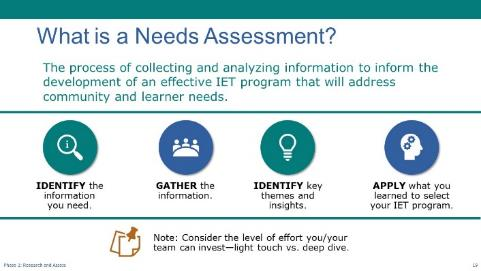 What is a Needs Assessment?
The process of collecting and analyzing information to inform the
development of an effective IET program that will address
community and learner needs.
IDENTIFY the
information
you need.
GATHER the
information.
IDENTIFY key
themes and
insights.
APPLY what you
learned to select
your IET program.
Note: Consider the level of effort you/your
team can invest—light touch vs. deep dive.
Phase 2: Research and Assess
19